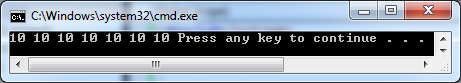 C:\Windows\system32\cmd.exe
10 10 10 10 10 10 10 Press any key to continue . . .